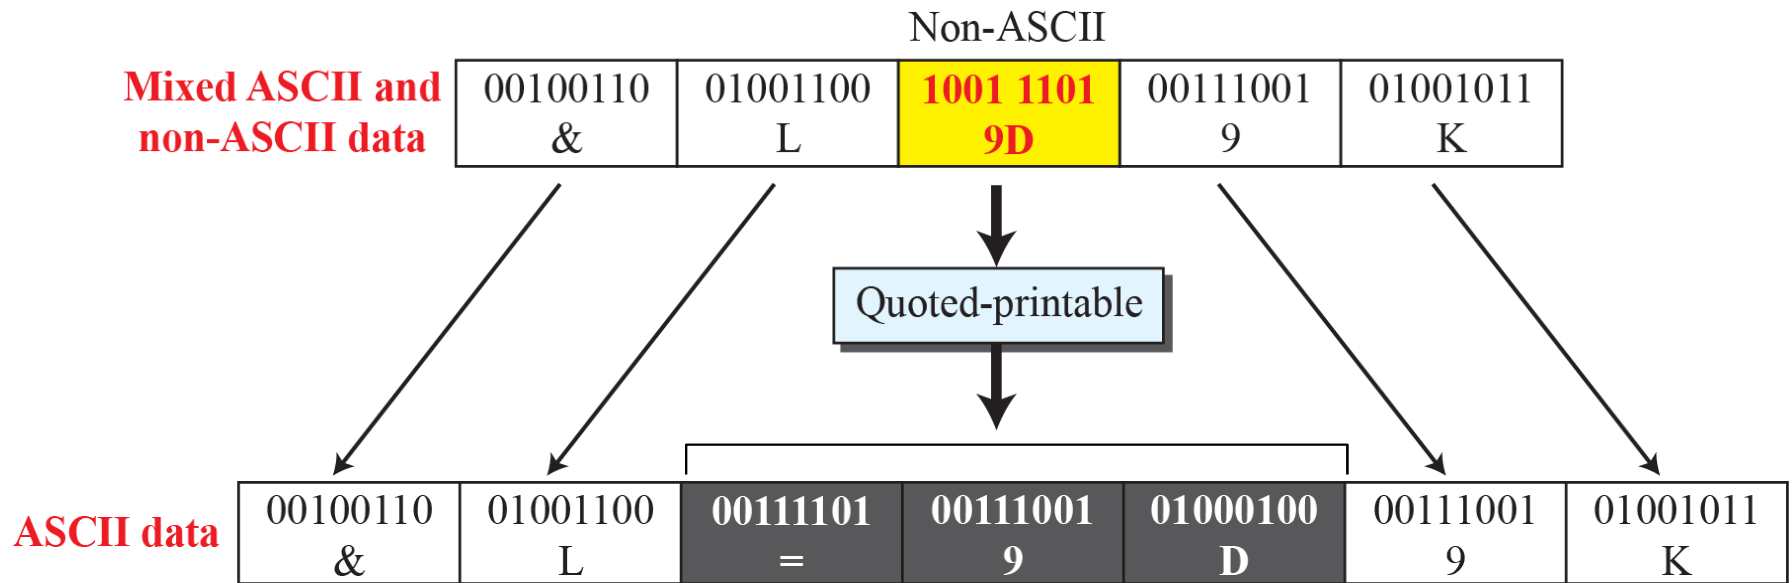 Non-ASCII
Mixed ASCII and
non-ASCII data
00100110 01001100 1001 1101 00111001 01001011
& L 9D 9 K
Quoted-printable
ASCII data
00100110 01001100 00111101 00111001 01000100 00111001 01001011
& L = 9 D 9 K